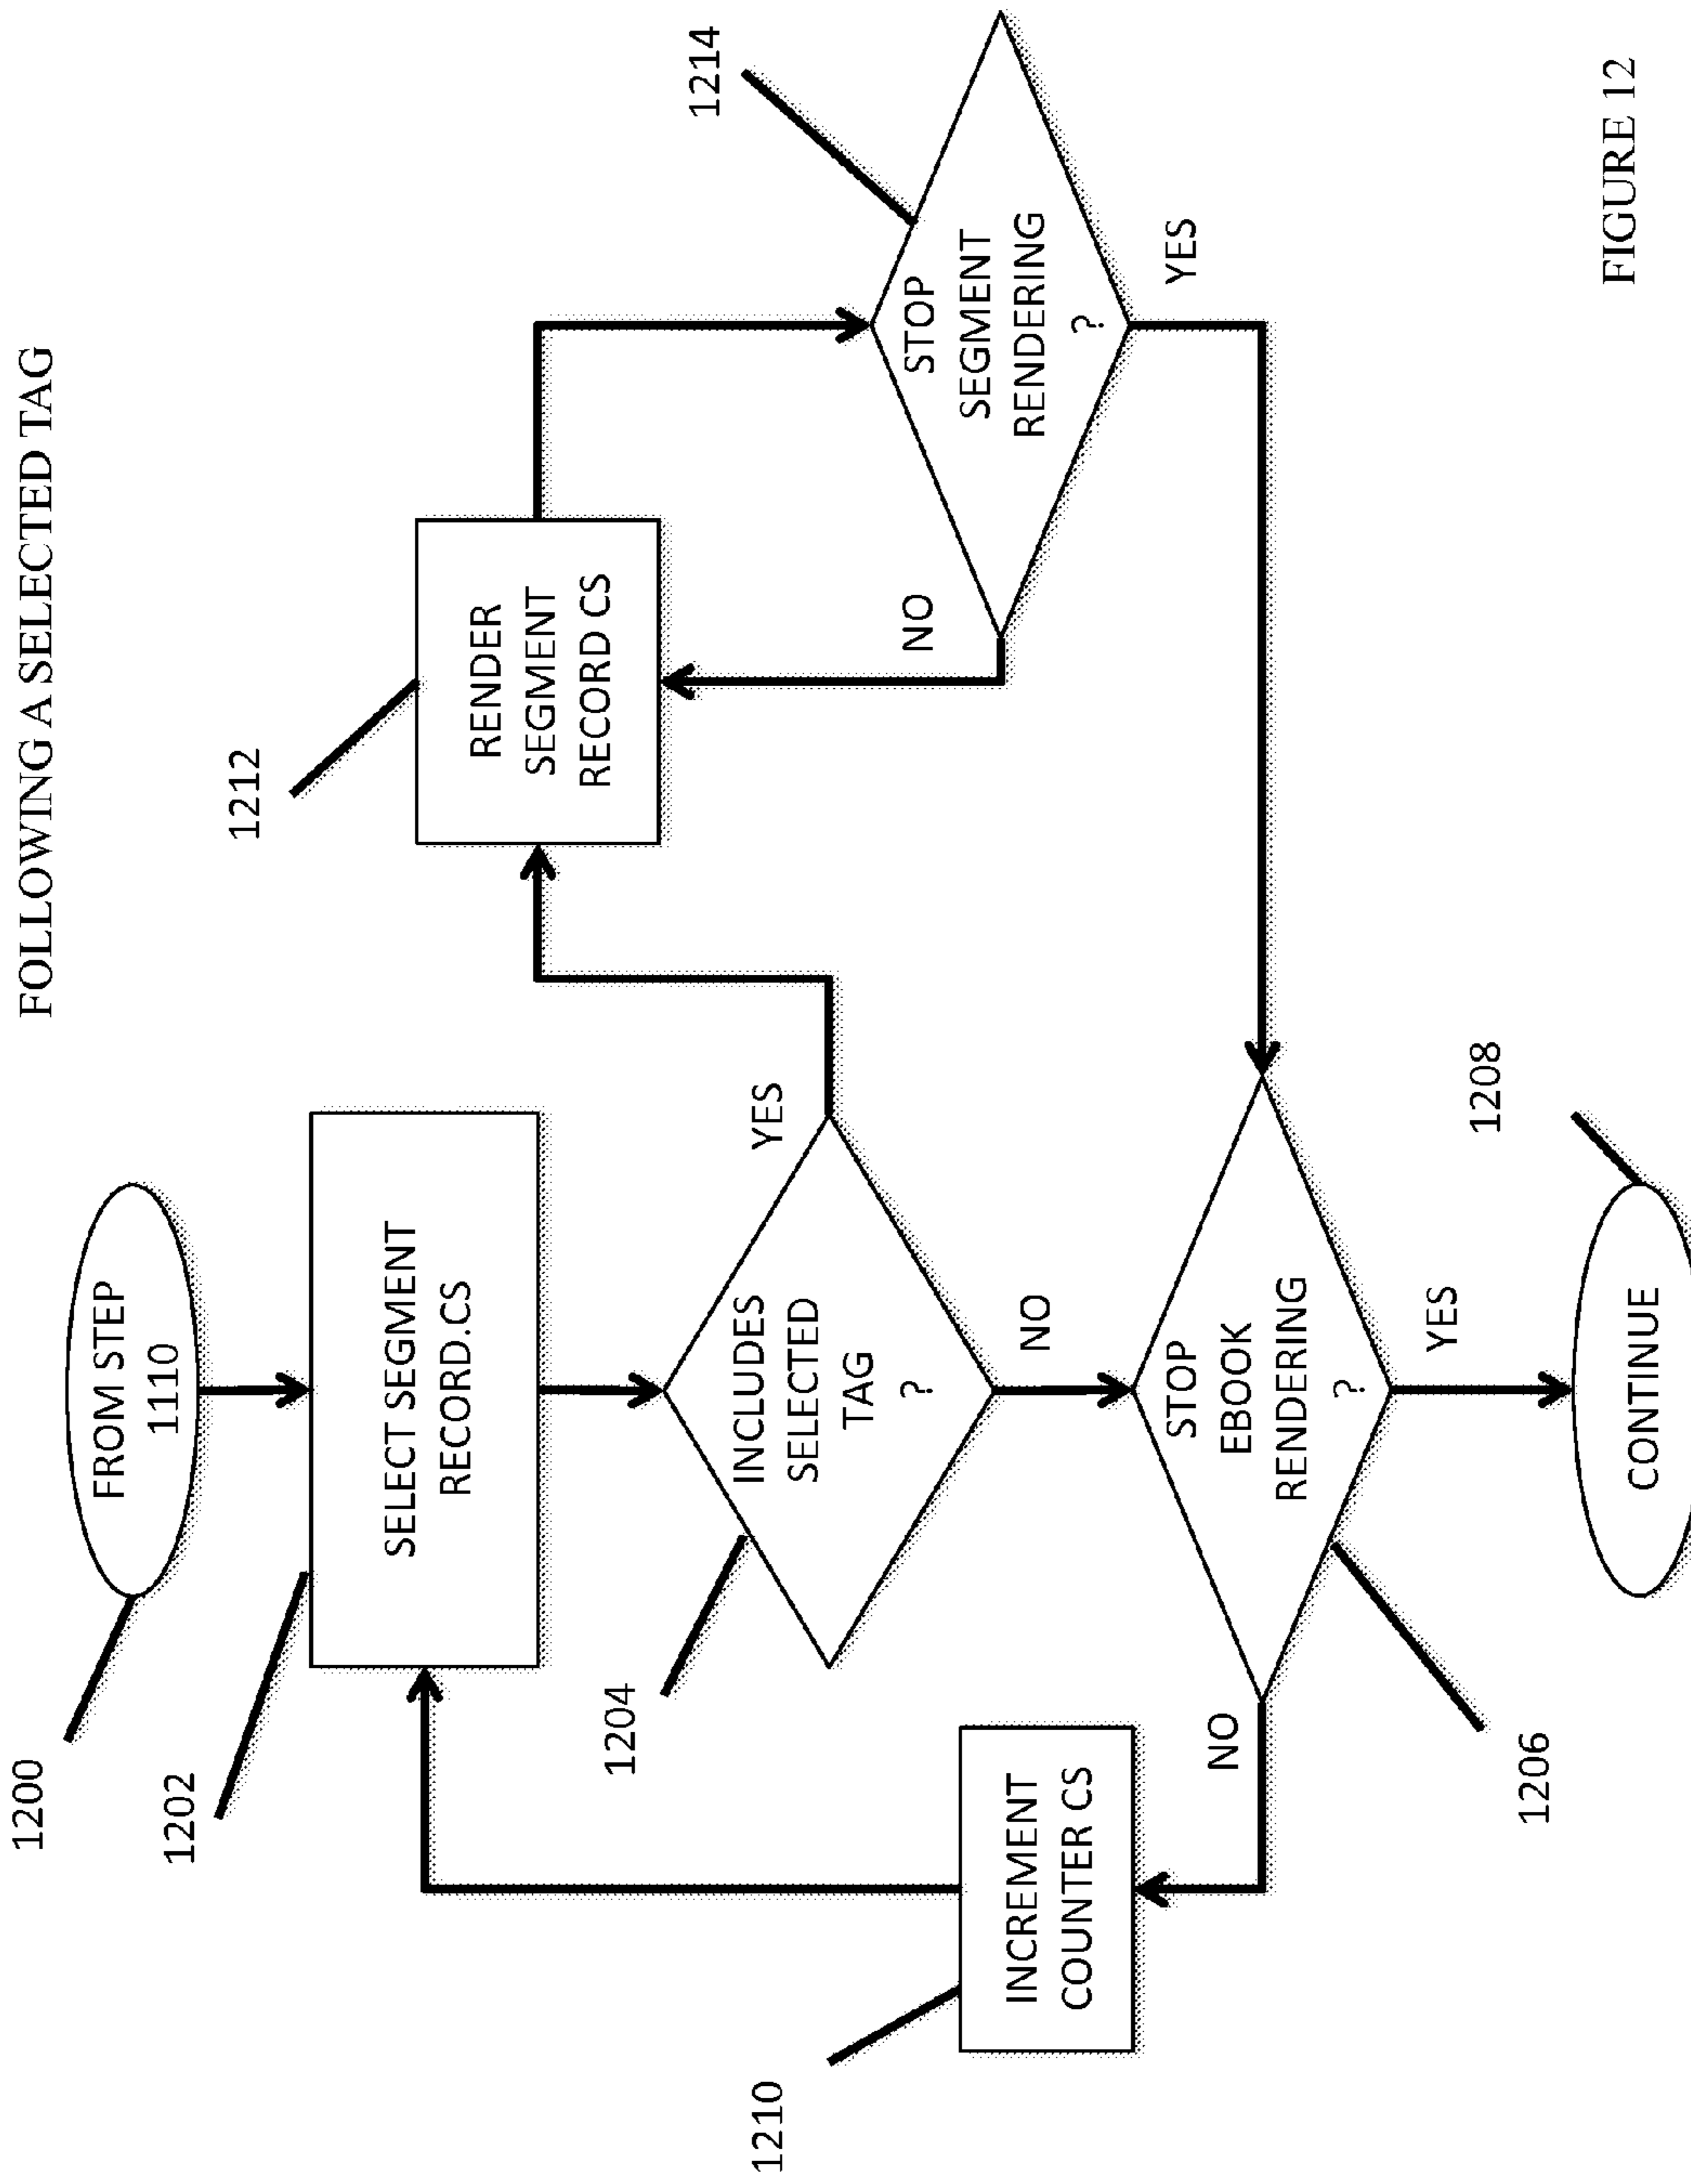 FOLLOWING A SELECTED TAG
1200
FROM STEP
1110
1202
SELECT SEGMENT
RECORD.CS
1204
INCLUDES
SELECTED
TAG
?
YES
NO
1212
RENDER
SEGMENT
RECORD CS
1214
STOP
SEGMENT
RENDERING
?
NO
YES
1210
INCREMENT
COUNTER CS
1206
STOP
EBOOK
RENDERING
?
NO
YES
1208
CONTINUE
FIGURE 12